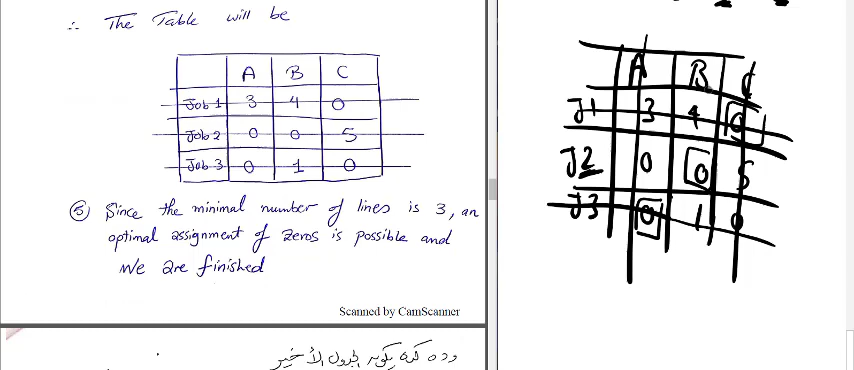 ∴ The Table will be
A B C
Job 1 3 4 0
Job 2 0 0 5
Job 3 0 1 0
⑤ Since the minimal number of lines is 3, an
optimal assignment of zeros is possible and
we are finished
Scanned by CamScanner
وده كده يكون الجدول الأخير
A B C
J1 3 4 0
J2 0 0 5
J3 0 1 0